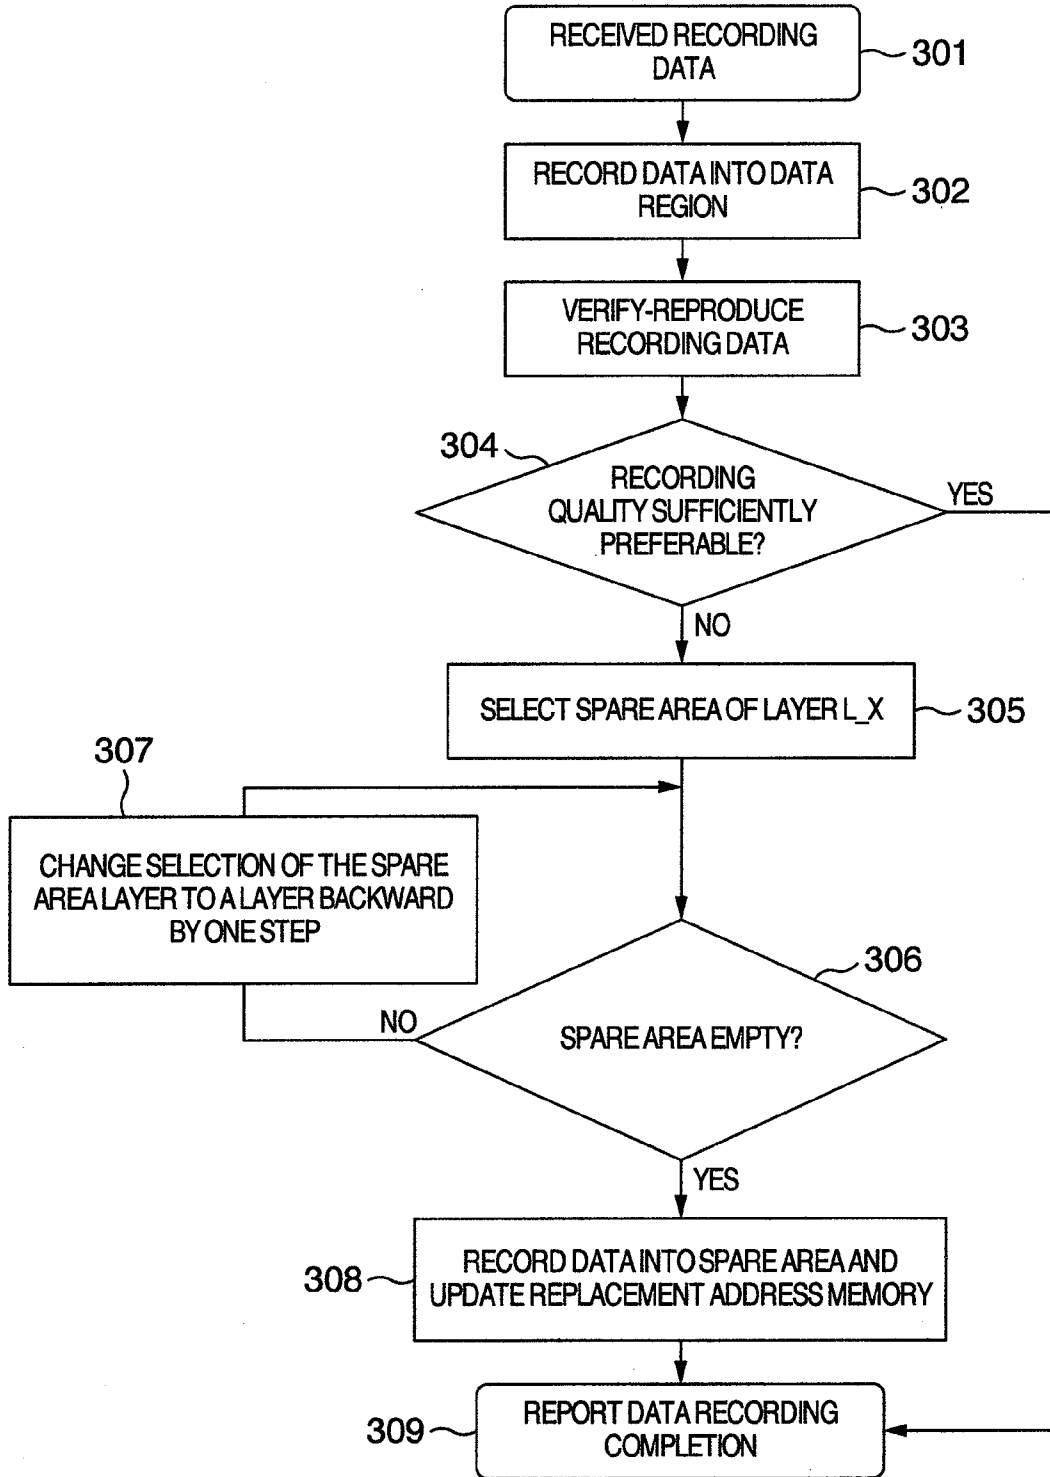 RECEIVED RECORDING
DATA
301
RECORD DATA INTO DATA
REGION
302
VERIFY-REPRODUCE
RECORDING DATA
303
304
RECORDING
QUALITY SUFFICIENTLY
PREFERABLE?
YES
NO
SELECT SPARE AREA OF LAYER L_X
305
307
CHANGE SELECTION OF THE SPARE
AREA LAYER TO A LAYER BACKWARD
BY ONE STEP
306
NO
SPARE AREA EMPTY?
YES
308
RECORD DATA INTO SPARE AREA AND
UPDATE REPLACEMENT ADDRESS MEMORY
309
REPORT DATA RECORDING
COMPLETION